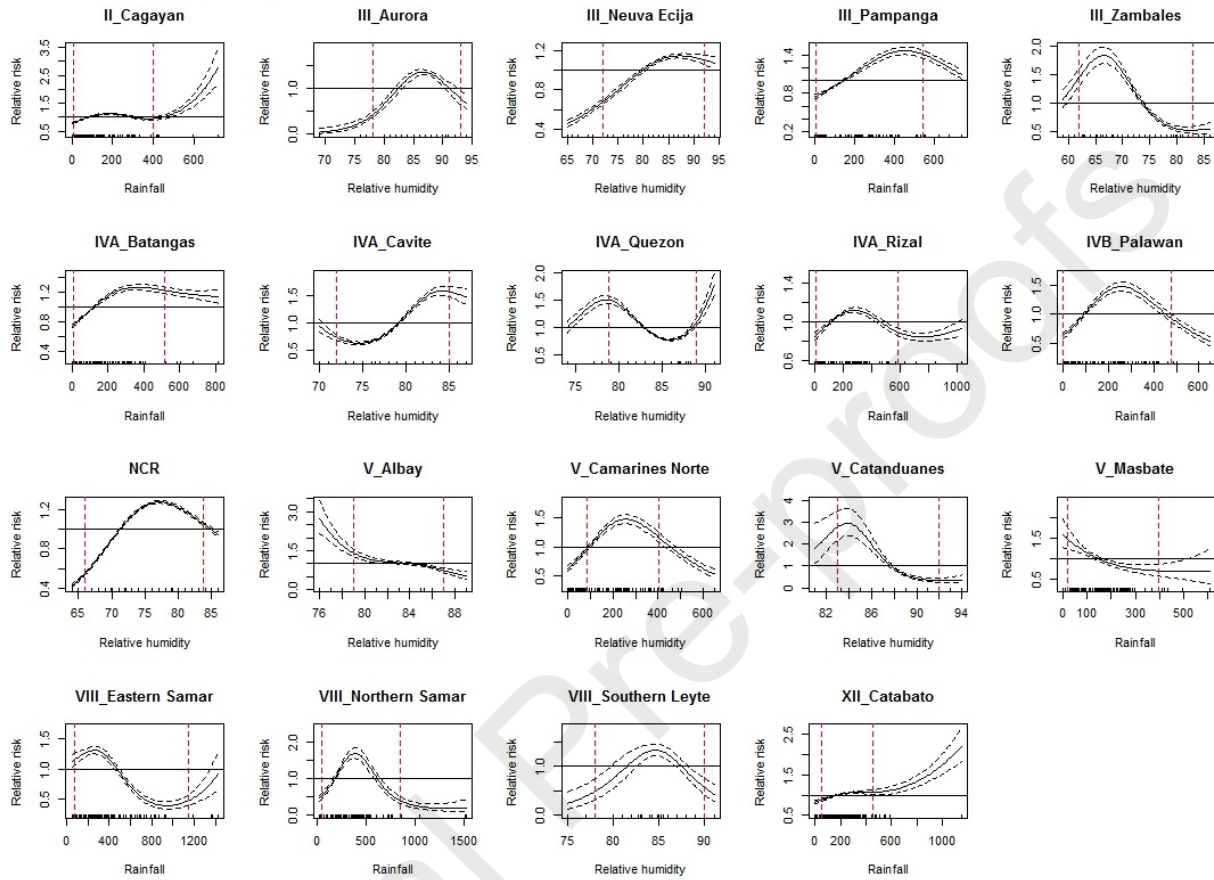 II_Cagayan III_Aurora III_Neuva Ecija III_Pampanga III_Zambales
Relative risk 0.5 1.5 2.5 3.5
0 200 400 600
Rainfall
Relative risk 0.0 1.0
70 75 80 85 90 95
Relative humidity
Relative risk 0.4 0.8 1.2
65 70 75 80 85 90 95
Relative humidity
Relative risk 0.2 0.6 1.0 1.4
0 200 400 600
Rainfall
Relative risk 0.5 1.0 1.5 2.0
60 65 70 75 80 85
Relative humidity
IVA_Batangas IVA_Cavite IVA_Quezon IVA_Rizal IVB_Palawan
Relative risk 0.4 0.8 1.2
0 200 400 600 800
Rainfall
Relative risk 0.5 1.0 1.5
70 75 80 85
Relative humidity
Relative risk 0.5 1.0 1.5 2.0
75 80 85 90
Relative humidity
Relative risk 0.6 1.0 1.4
0 200 400 600 1000
Rainfall
Relative risk 0.5 1.0 1.5
0 200 400 600
Rainfall
NCR V_Albay V_Camarines Norte V_Catanduanes V_Masbate
Relative risk 0.4 0.8 1.2
65 70 75 80 85
Relative humidity
Relative risk 0.0 1.5 3.0
76 80 84 88
Relative humidity
Relative risk 0.5 1.0 1.5
0 200 400 600
Relative humidity
Relative risk 0 1 2 3 4
82 86 90 94
Relative humidity
Relative risk 0.5 1.5
0 100 300 500
Rainfall
VIII_Eastern Samar VIII_Northern Samar VIII_Southern Leyte XII_Catabato
Relative risk 0.5 1.0 1.5
0 200 600 1000 1400
Rainfall
Relative risk 0.0 1.0 2.0
0 500 1000 1500
Rainfall
Relative risk 0.0 1.0
75 80 85 90
Relative humidity
Relative risk 0.5 1.5 2.5
0 200 600 1000
Rainfall
Pre-proofs